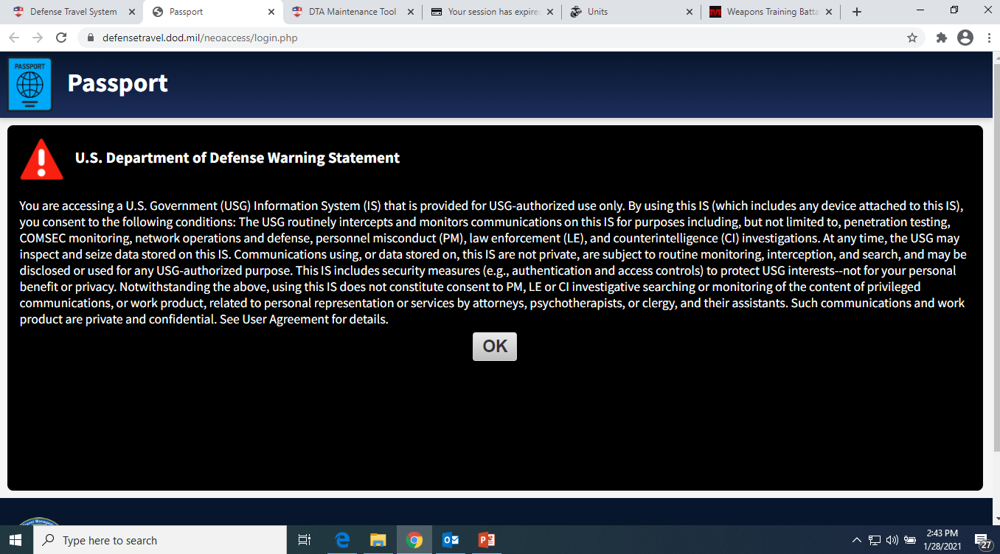 Defense Travel System
Passport
DTA Maintenance Tool
Your session has expired
Units
Weapons Training Batta
defensetravel.dod.mil/neoaccess/login.php
PASSPORT
Passport
U.S. Department of Defense Warning Statement
You are accessing a U.S. Government (USG) Information System (IS) that is provided for USG-authorized use only. By using this IS (which includes any device attached to this IS),
you consent to the following conditions: The USG routinely intercepts and monitors communications on this IS for purposes including, but not limited to, penetration testing,
COMSEC monitoring, network operations and defense, personnel misconduct (PM), law enforcement (LE), and counterintelligence (CI) investigations. At any time, the USG may
inspect and seize data stored on this IS. Communications using, or data stored on, this IS are not private, are subject to routine monitoring, interception, and search, and may be
disclosed or used for any USG-authorized purpose. This IS includes security measures (e.g., authentication and access controls) to protect USG interests--not for your personal
benefit or privacy. Notwithstanding the above, using this IS does not constitute consent to PM, LE or CI investigative searching or monitoring of the content of privileged
communications, or work product, related to personal representation or services by attorneys, psychotherapists, or clergy, and their assistants. Such communications and work
product are private and confidential. See User Agreement for details.
OK
Travel Manage
Type here to search
2:43 PM
1/28/2021
27